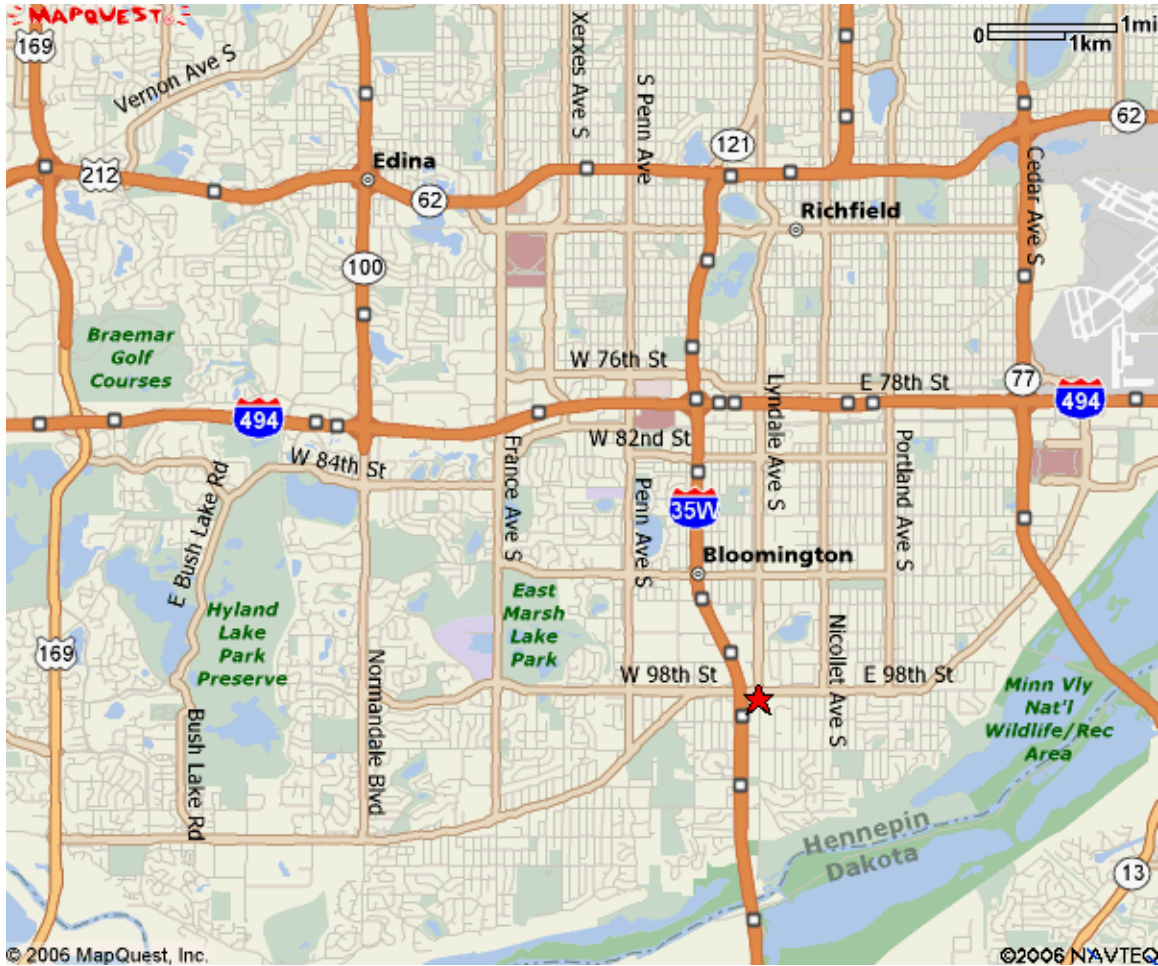 MAPQUEST
1mi
0
1km
169
Vernon Ave S
Xerxes Ave S
S Penn Ave
121
62
212
Edina
62
Cedar Ave S
Richfield
100
Braemar
Golf
Courses
W 76th St
E 78th St
77
494
494
Lyndale Ave S
W 82nd St
W 84th St
France Ave S
Portland Ave S
E Bush Lake Rd
Penn Ave S
35W
Bloomington
Hyland
Lake
Park
Preserve
East
Marsh
Lake
Park
169
Normandale Blvd
W 98th St
Nicollet Ave S
E 98th St
Minn Vly
Nat'l
Wildlife/Rec
Area
Bush Lake Rd
Hennepin
Dakota
13
© 2006 MapQuest, Inc.
©2006 NAVTEQ